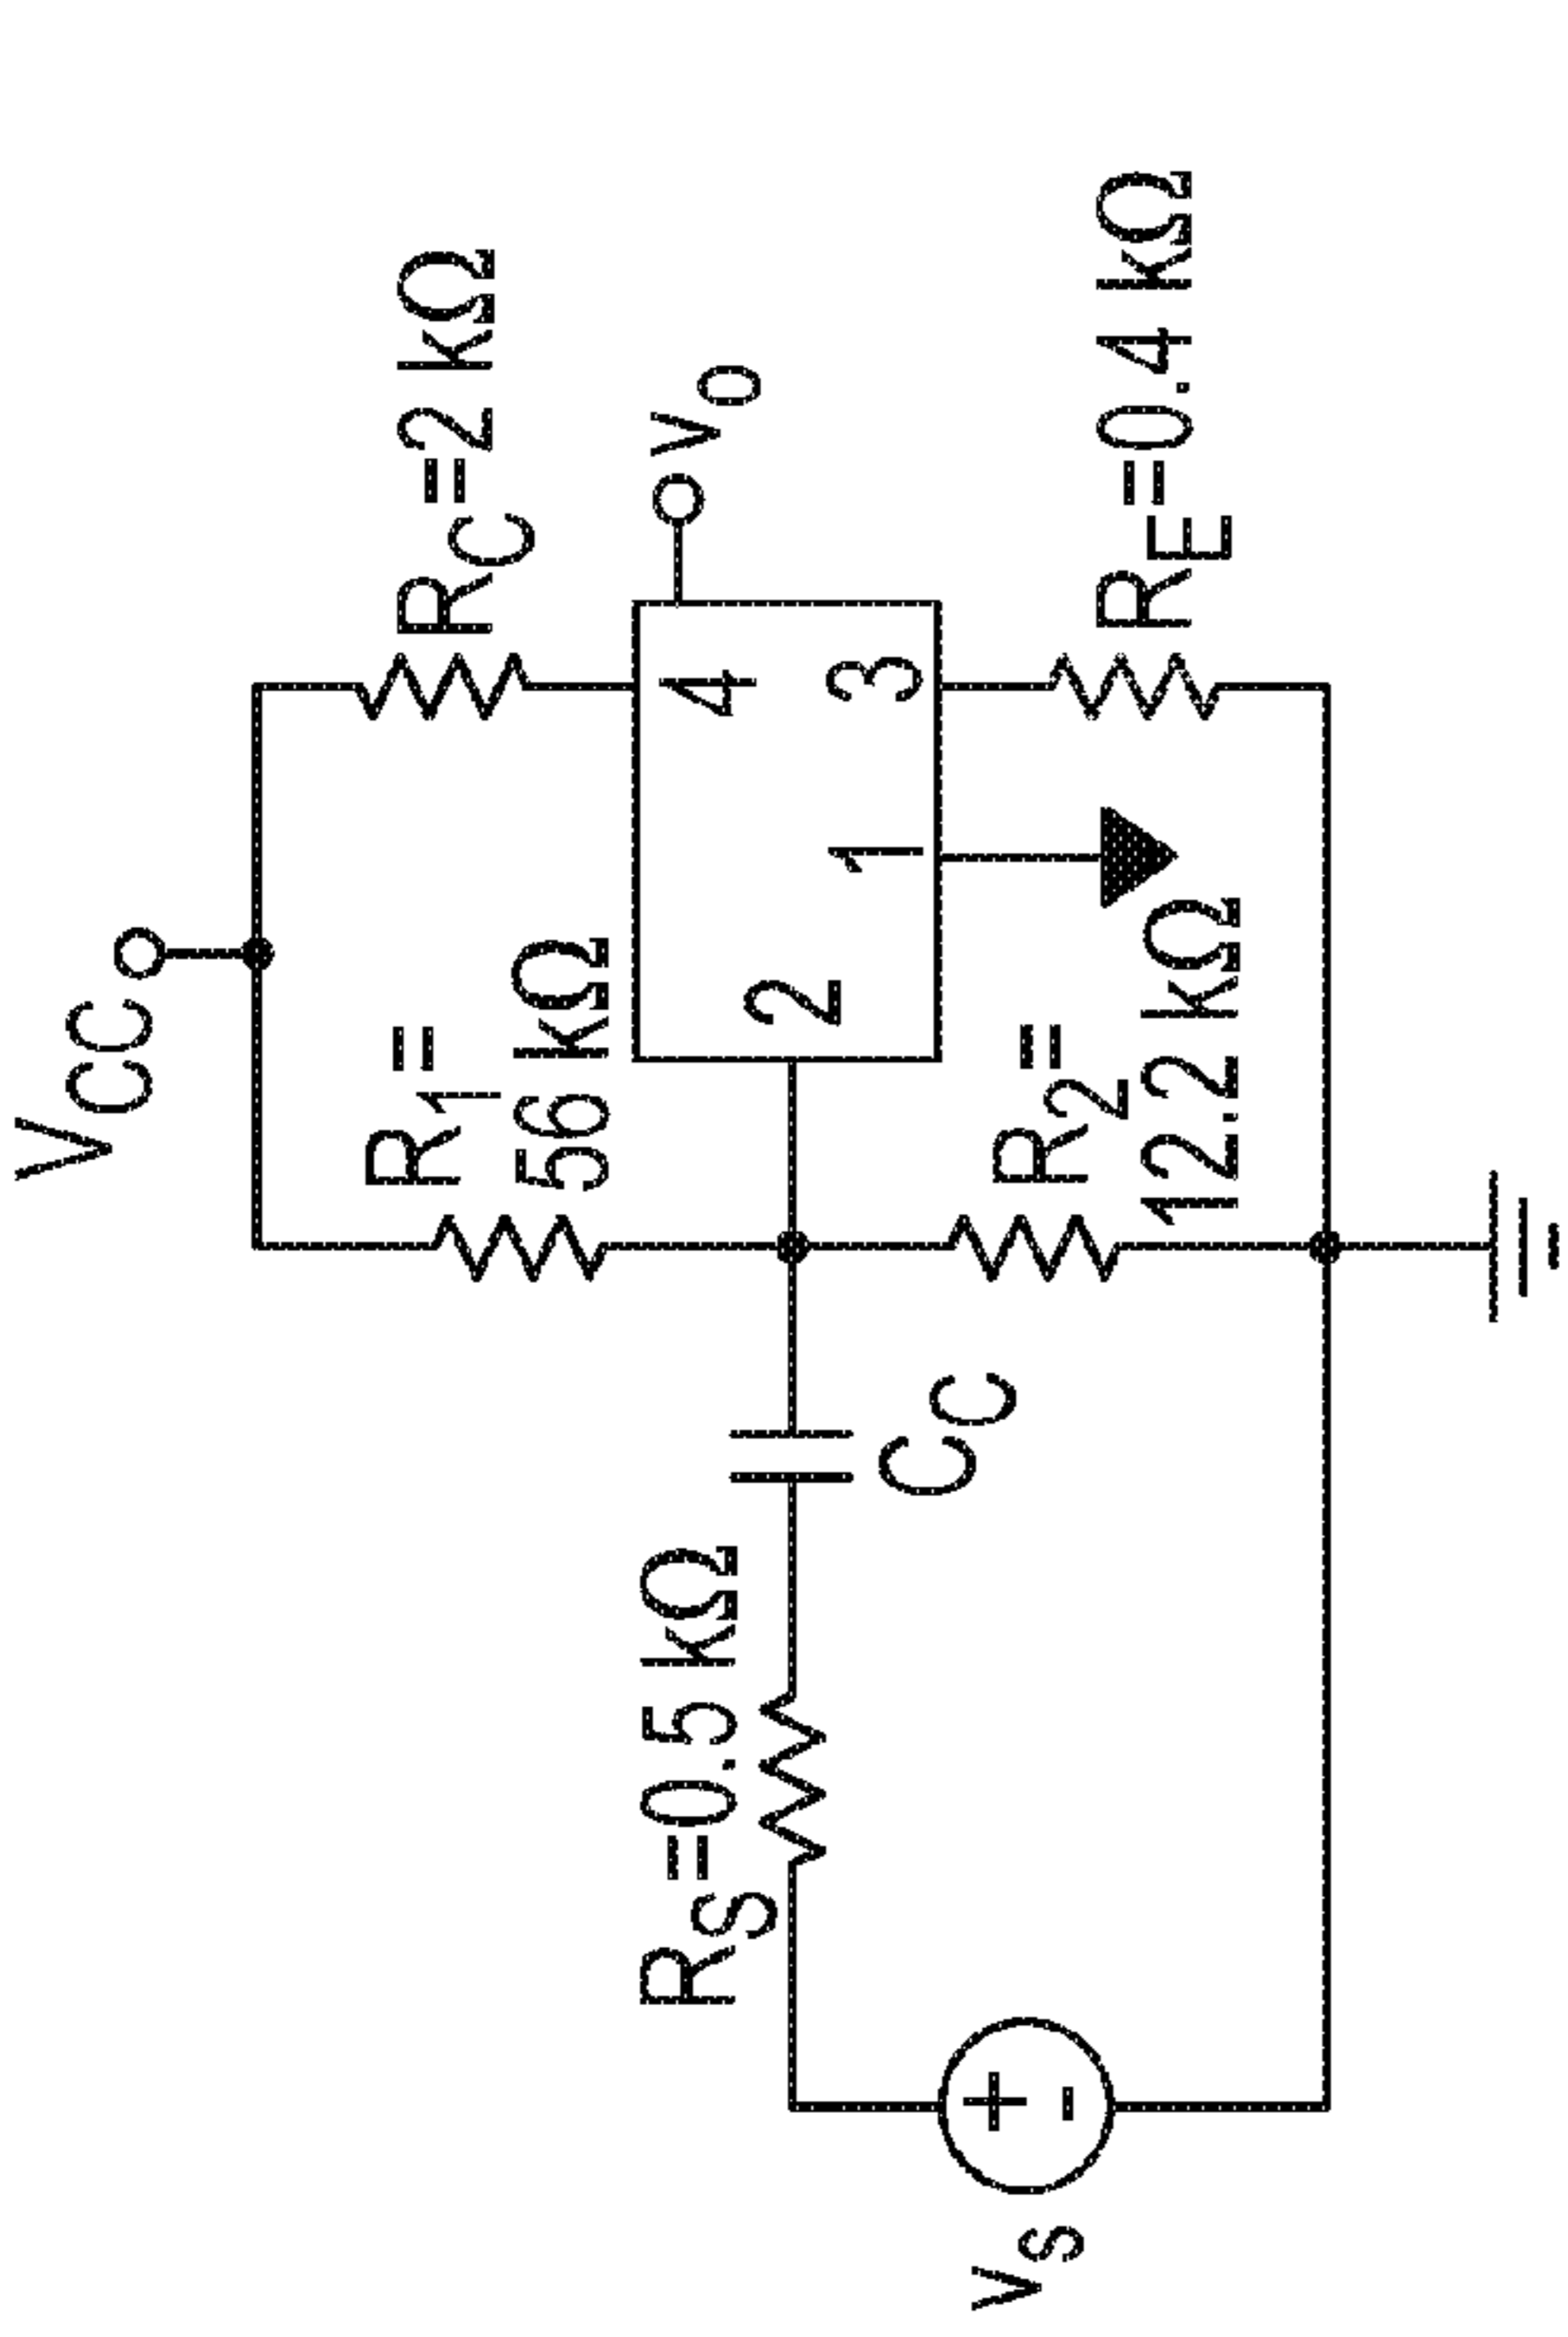 VCC
R1=
56 kΩ
RC=2 kΩ
RS=0.5 kΩ
CC
2
4
1
3
vO
vs
+
-
R2=
12.2 kΩ
RE=0.4 kΩ